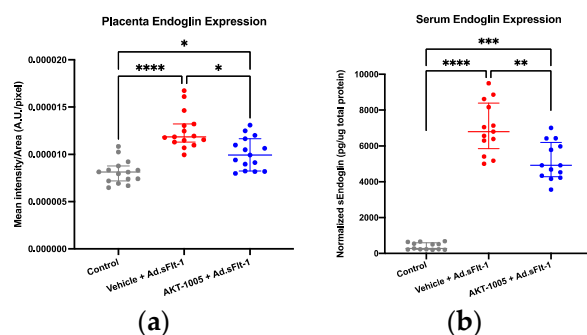 Placenta Endoglin Expression
*
**** *
Mean intensity/Area (A.U./pixel)
0.000020
0.000015
0.000010
0.000005
0.000000
Control
Vehicle + Ad.sFlt-1
AKT-1005 + Ad.sFlt-1
(a)
Serum Endoglin Expression
***
**** **
Normalized sEndoglin (pg/ug total protein)
10000
8000
6000
4000
2000
0
Control
Vehicle + Ad.sFlt-1
AKT-1005 + Ad.sFlt-1
(b)